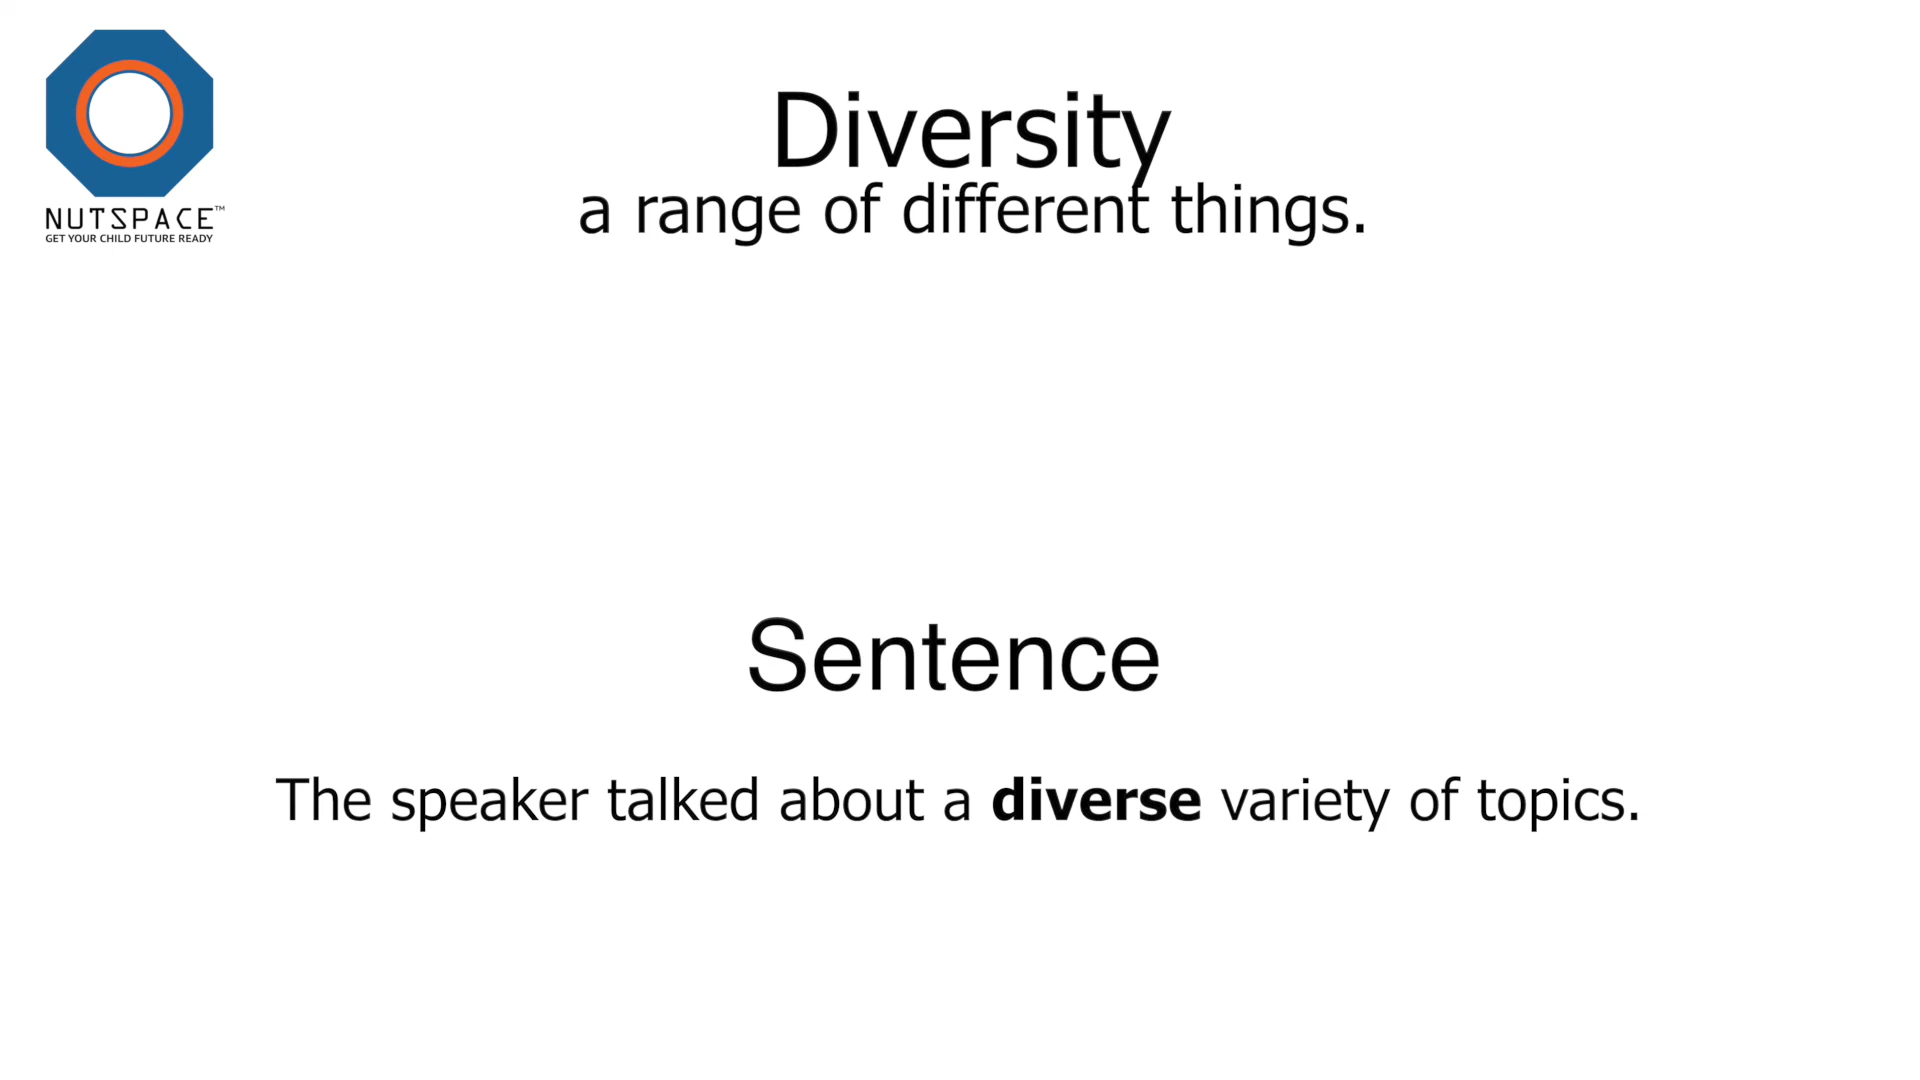 NUTSPACE™
GET YOUR CHILD FUTURE READY
Diversity
a range of different things.
Sentence
The speaker talked about a diverse variety of topics.